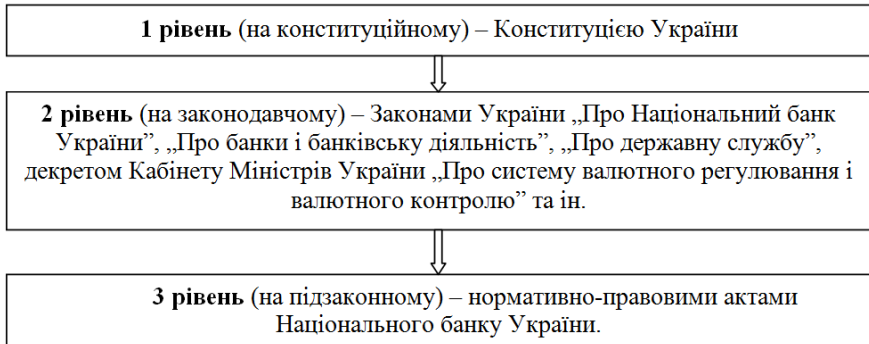 1 рівень (на конституційному) – Конституцією України
2 рівень (на законодавчому) – Законами України „Про Національний банк
України”, „Про банки і банківську діяльність”, „Про державну службу”,
декретом Кабінету Міністрів України „Про систему валютного регулювання і
валютного контролю” та ін.
3 рівень (на підзаконному) – нормативно-правовими актами
Національного банку України.